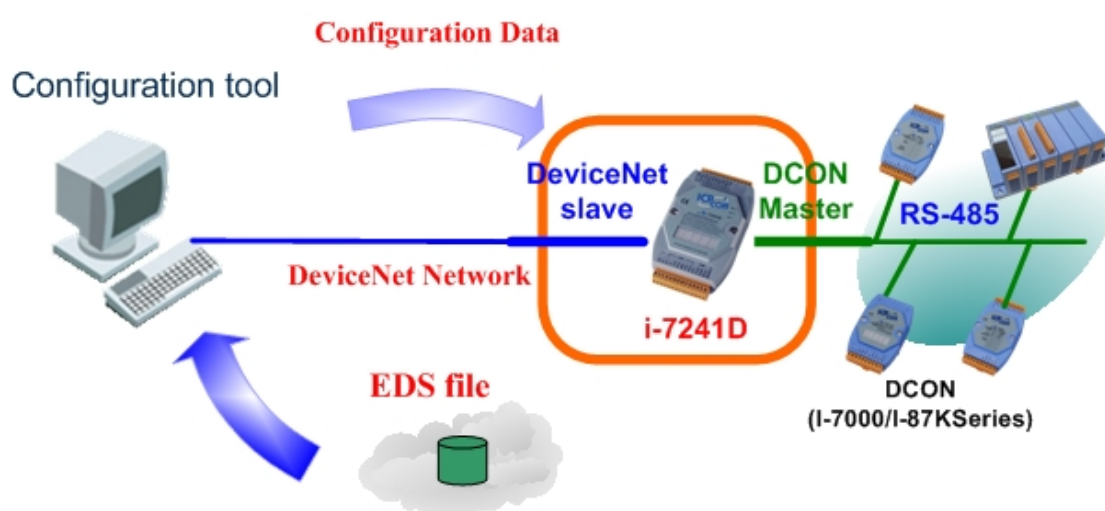 Configuration Data
Configuration tool
DeviceNet
slave
DCON
Master
RS-485
DeviceNet Network
i-7241D
EDS file
DCON
(I-7000/I-87KSeries)